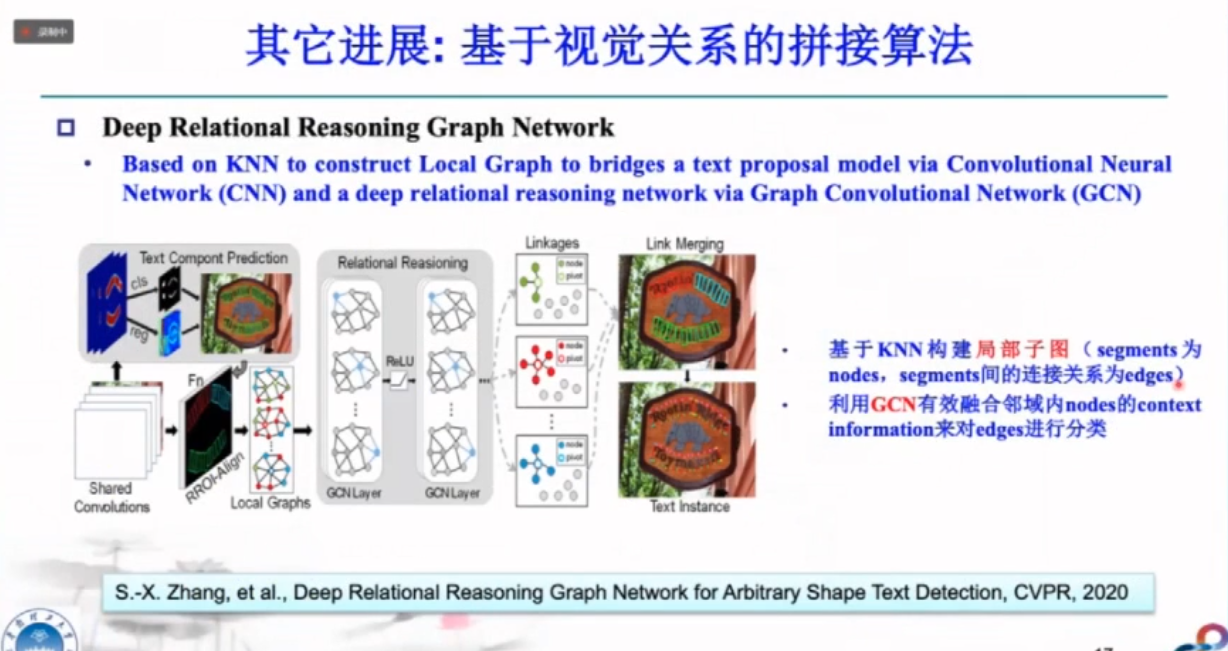 录制中
其它进展: 基于视觉关系的拼接算法
Deep Relational Reasoning Graph Network
• Based on KNN to construct Local Graph to bridges a text proposal model via Convolutional Neural
Network (CNN) and a deep relational reasoning network via Graph Convolutional Network (GCN)
Text Compont Prediction
cls
reg
Shared
Convolutions
Fn
RROI-Align
Local Graphs
Relational Reasioning
ReLU
GCN Layer
GCN Layer
Linkages
node
pivot
node
pivot
node
pivot
Link Merging
Text Instance
• 基于KNN构建局部子图（segments为
nodes，segments间的连接关系为edges）
• 利用GCN有效融合邻域内nodes的context
information来对edges进行分类
S.-X. Zhang, et al., Deep Relational Reasoning Graph Network for Arbitrary Shape Text Detection, CVPR, 2020